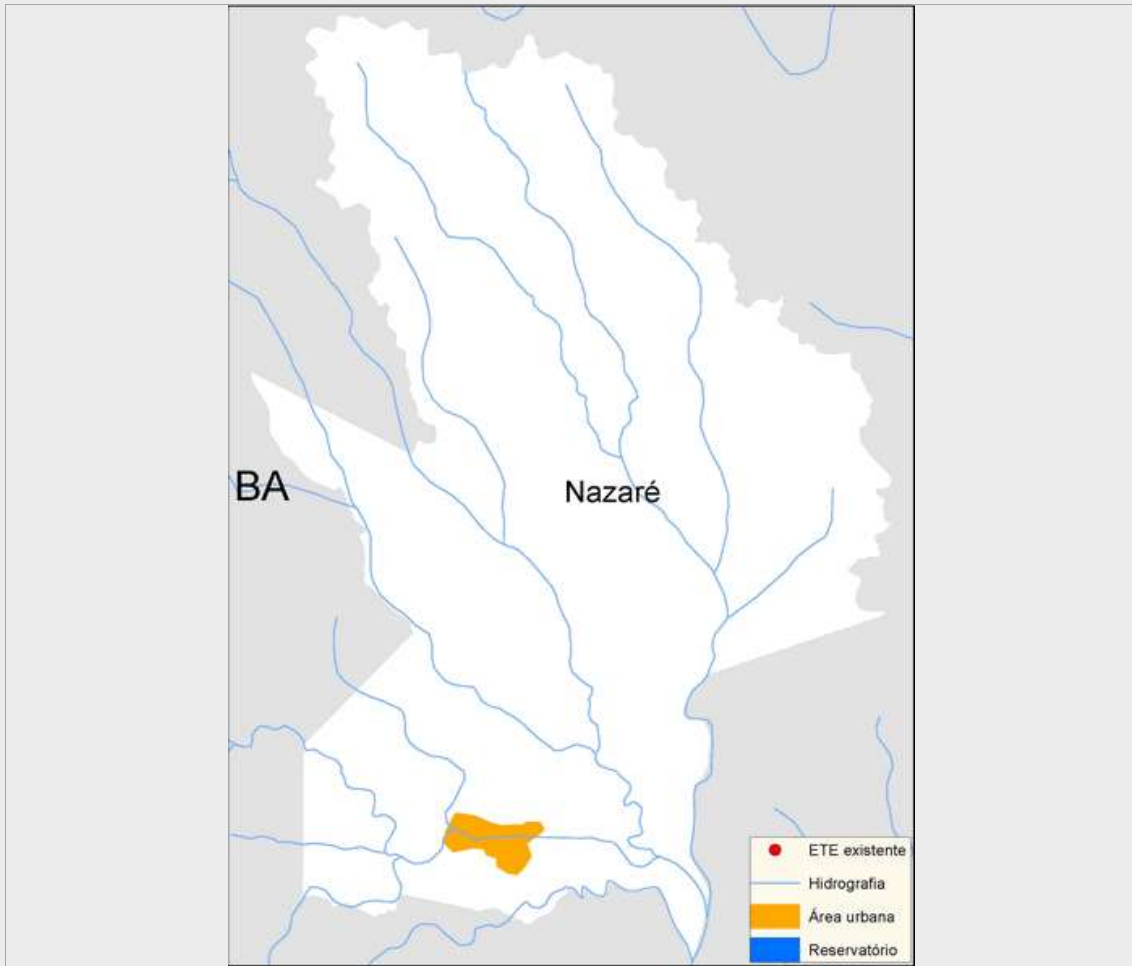 BA
Nazaré
ETE existente
Hidrografia
Área urbana
Reservatório